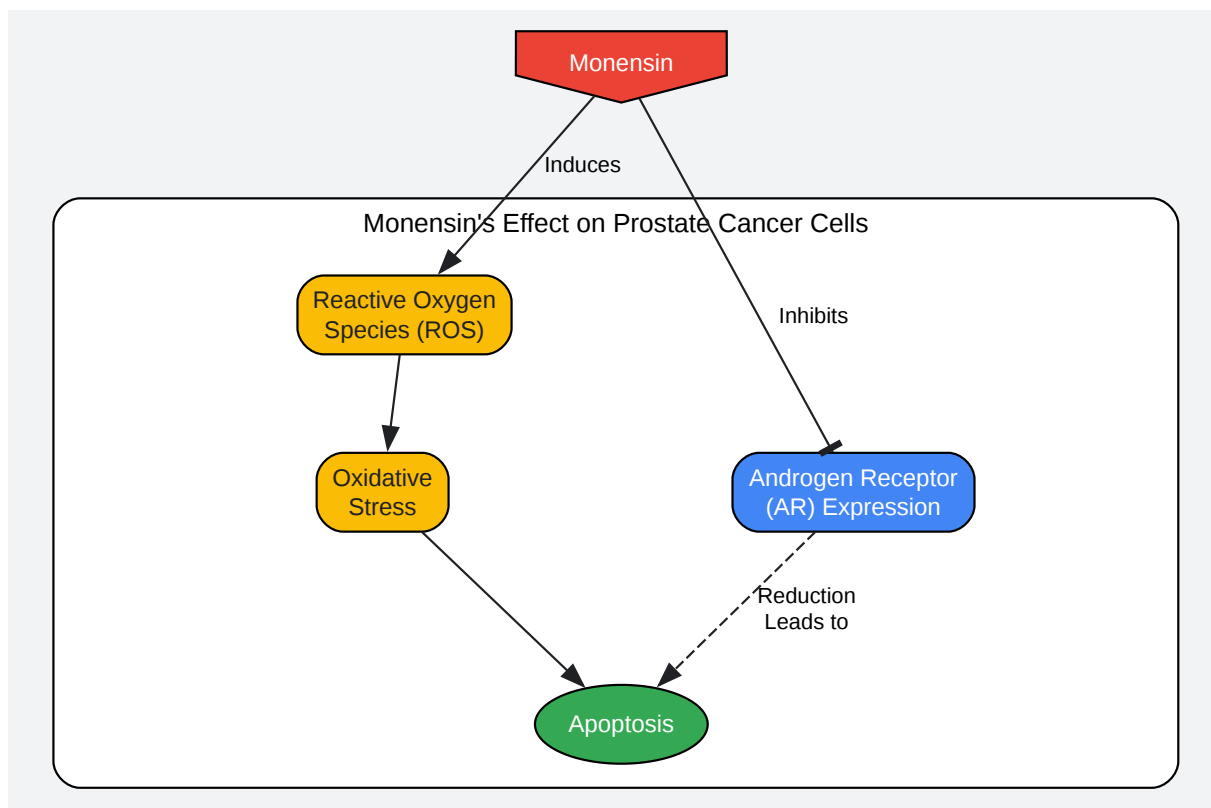 Monensin
Induces
Monensin's Effect on Prostate Cancer Cells
Reactive Oxygen
Species (ROS)
Inhibits
Oxidative
Stress
Androgen Receptor
(AR) Expression
Reduction
Leads to
Apoptosis